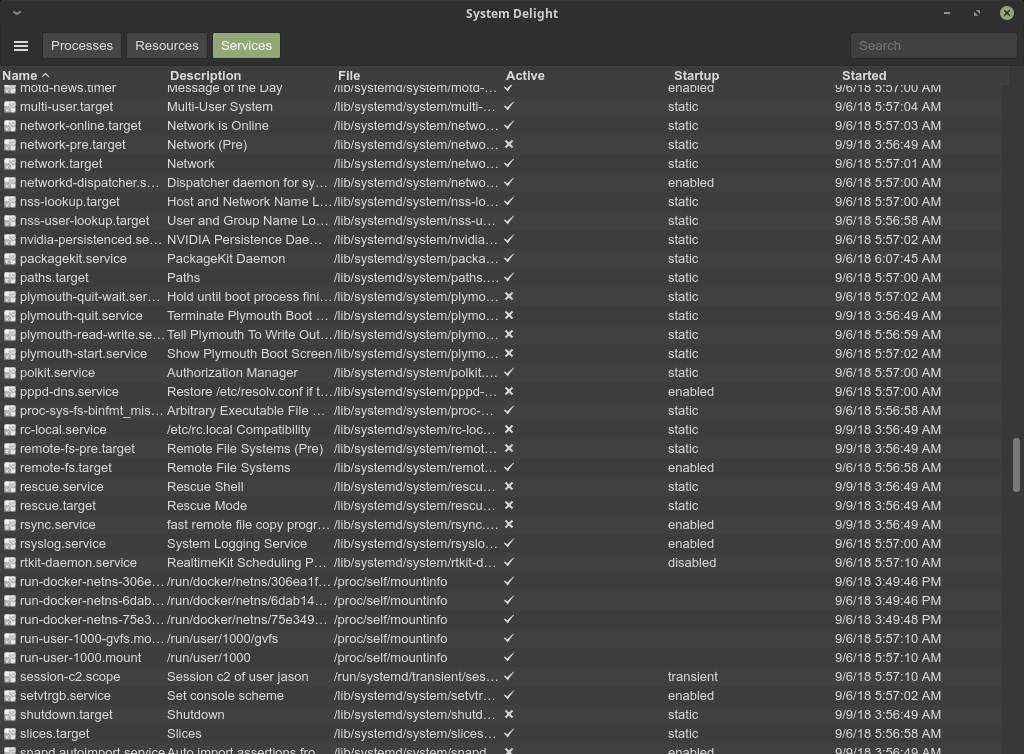 System Delight
Processes Resources Services Search
Name Description File Active Startup Started
motd-news.timer Message of the Day /lib/systemd/system/motd-… enabled 9/6/18 5:57:00 AM
multi-user.target Multi-User System /lib/systemd/system/multi-… static 9/6/18 5:57:04 AM
network-online.target Network is Online /lib/systemd/system/netwo… static 9/6/18 5:57:03 AM
network-pre.target Network (Pre) /lib/systemd/system/netwo… static 9/9/18 3:56:49 AM
network.target Network /lib/systemd/system/netwo… static 9/6/18 5:57:01 AM
networkd-dispatcher.s… Dispatcher daemon for sy… /lib/systemd/system/netwo… enabled 9/6/18 5:57:00 AM
nss-lookup.target Host and Network Name L… /lib/systemd/system/nss-lo… static 9/6/18 5:57:00 AM
nss-user-lookup.target User and Group Name Lo… /lib/systemd/system/nss-u… static 9/6/18 5:56:58 AM
nvidia-persistenced.se… NVIDIA Persistence Dae… /lib/systemd/system/nvidia… static 9/6/18 5:57:02 AM
packagekit.service PackageKit Daemon /lib/systemd/system/packa… static 9/6/18 6:07:45 AM
paths.target Paths /lib/systemd/system/paths.… static 9/6/18 5:57:00 AM
plymouth-quit-wait.ser… Hold until boot process fini… /lib/systemd/system/plymo… static 9/6/18 5:57:02 AM
plymouth-quit.service Terminate Plymouth Boot … /lib/systemd/system/plymo… static 9/9/18 3:56:49 AM
plymouth-read-write.se… Tell Plymouth To Write Out… /lib/systemd/system/plymo… static 9/6/18 5:56:59 AM
plymouth-start.service Show Plymouth Boot Screen /lib/systemd/system/plymo… static 9/6/18 5:57:02 AM
polkit.service Authorization Manager /lib/systemd/system/polkit.… static 9/6/18 5:57:00 AM
pppd-dns.service Restore /etc/resolv.conf if t… /lib/systemd/system/pppd-… enabled 9/6/18 5:57:00 AM
proc-sys-fs-binfmt_mis… Arbitrary Executable File … /lib/systemd/system/proc-… static 9/6/18 5:56:58 AM
rc-local.service /etc/rc.local Compatibility /lib/systemd/system/rc-loc… static 9/9/18 3:56:49 AM
remote-fs-pre.target Remote File Systems (Pre) /lib/systemd/system/remot… static 9/9/18 3:56:49 AM
remote-fs.target Remote File Systems /lib/systemd/system/remot… enabled 9/6/18 5:56:58 AM
rescue.service Rescue Shell /lib/systemd/system/rescu… static 9/9/18 3:56:49 AM
rescue.target Rescue Mode /lib/systemd/system/rescu… static 9/9/18 3:56:49 AM
rsync.service fast remote file copy progr… /lib/systemd/system/rsync.… enabled 9/9/18 3:56:49 AM
rsyslog.service System Logging Service /lib/systemd/system/rsyslo… enabled 9/6/18 5:57:00 AM
rtkit-daemon.service RealtimeKit Scheduling P… /lib/systemd/system/rtkit-d… disabled 9/6/18 5:57:10 AM
run-docker-netns-306e… /run/docker/netns/306ea1f… /proc/self/mountinfo 9/6/18 3:49:46 PM
run-docker-netns-6dab… /run/docker/netns/6dab14… /proc/self/mountinfo 9/6/18 3:49:46 PM
run-docker-netns-75e3… /run/docker/netns/75e349… /proc/self/mountinfo 9/6/18 3:49:48 PM
run-user-1000-gvfs.mo… /run/user/1000/gvfs /proc/self/mountinfo 9/6/18 5:57:10 AM
run-user-1000.mount /run/user/1000 /proc/self/mountinfo 9/6/18 5:57:10 AM
session-c2.scope Session c2 of user jason /run/systemd/transient/ses… transient 9/6/18 5:57:10 AM
setvtrgb.service Set console scheme /lib/systemd/system/setvtr… enabled 9/6/18 5:57:02 AM
shutdown.target Shutdown /lib/systemd/system/shutd… static 9/9/18 3:56:49 AM
slices.target Slices /lib/systemd/system/slices… static 9/6/18 5:56:58 AM
snapd.autoimport.service Auto import assertions fro… /lib/systemd/system/snapd… enabled 9/6/18 5:57:00 AM